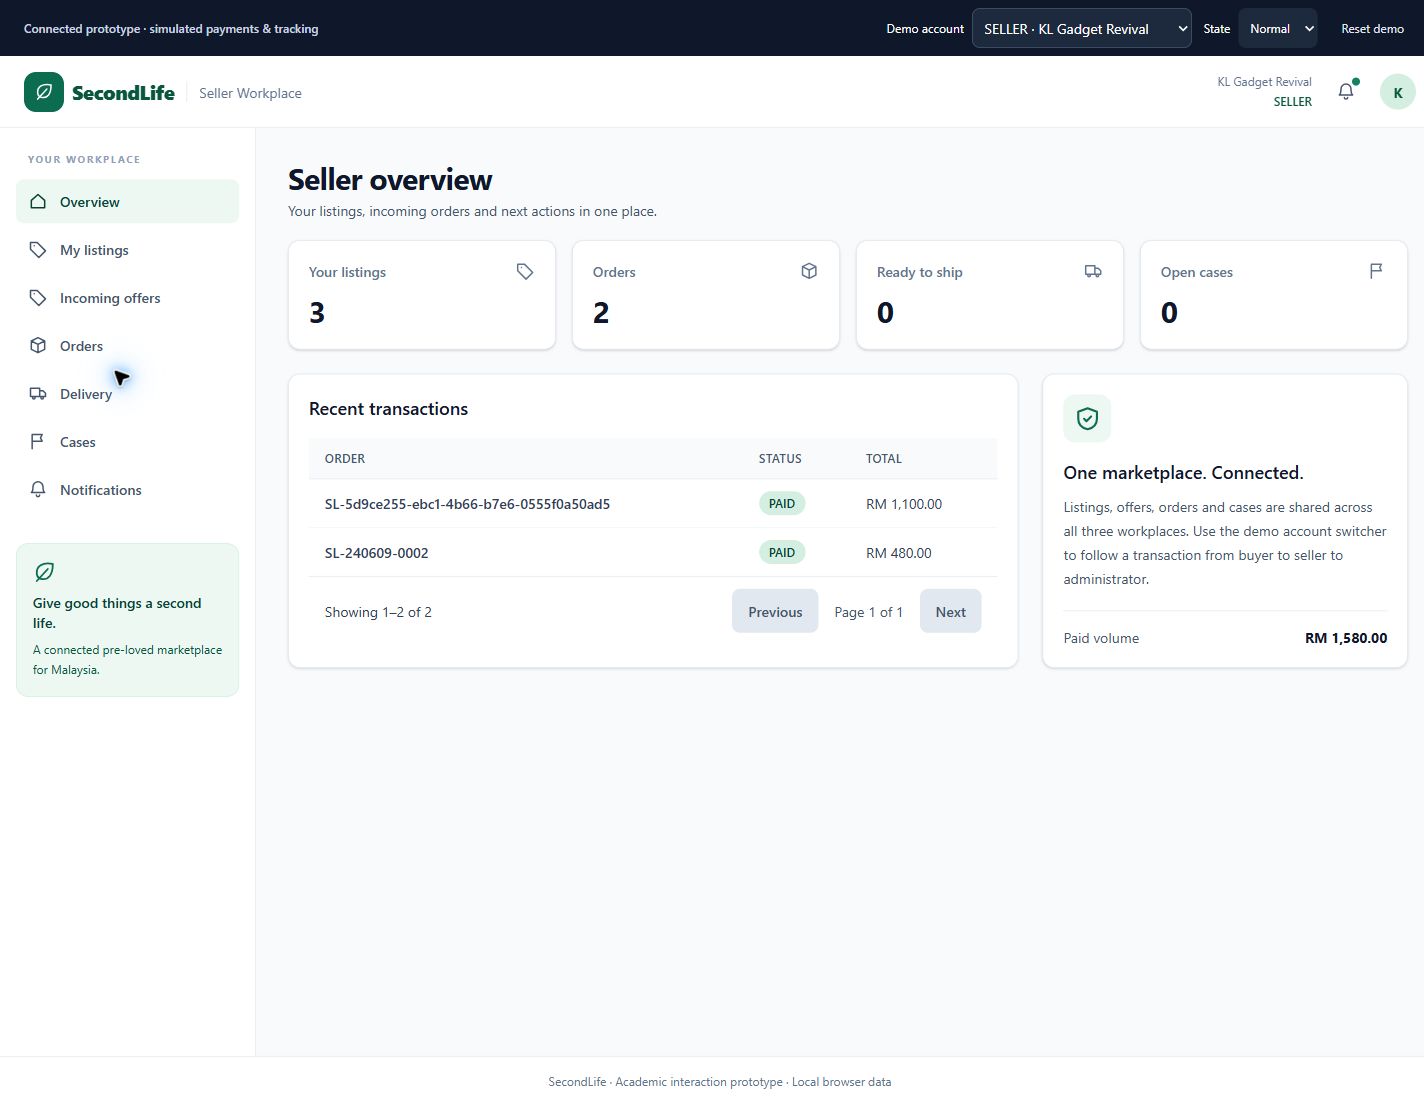 Connected prototype · simulated payments & tracking
Demo account
SELLER · KL Gadget Revival
State
Normal
Reset demo
SecondLife
Seller Workplace
KL Gadget Revival
SELLER
K
YOUR WORKPLACE
Overview
My listings
Incoming offers
Orders
Delivery
Cases
Notifications
Give good things a second
life.
A connected pre-loved marketplace
for Malaysia.
Seller overview
Your listings, incoming orders and next actions in one place.
Your listings
3
Orders
2
Ready to ship
0
Open cases
0
Recent transactions
ORDER STATUS TOTAL
SL-5d9ce255-ebc1-4b66-b7e6-0555f0a50ad5 PAID RM 1,100.00
SL-240609-0002 PAID RM 480.00
Showing 1–2 of 2
Previous
Page 1 of 1
Next
One marketplace. Connected.
Listings, offers, orders and cases are shared across
all three workplaces. Use the demo account switcher
to follow a transaction from buyer to seller to
administrator.
Paid volume RM 1,580.00
SecondLife · Academic interaction prototype · Local browser data